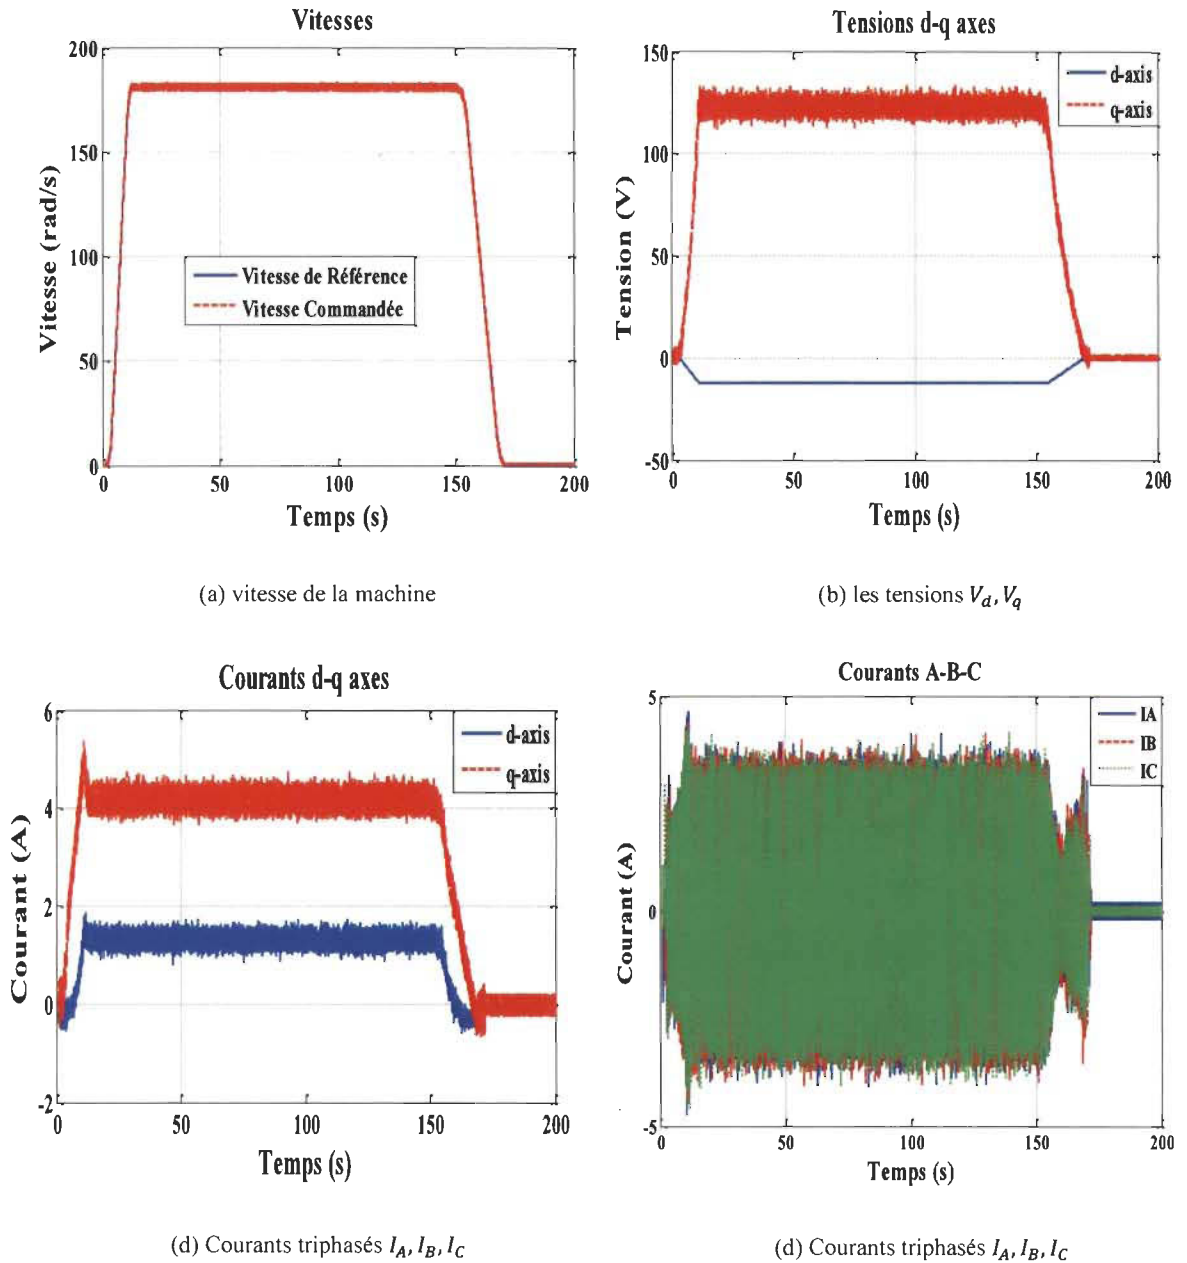 Vitesses
200
150
100
50
0
Vitesse (rad/s)
Vitesse de Référence
Vitesse Commandée
0 50 100 150 200
Temps (s)
(a) vitesse de la machine
Tensions d-q axes
150
100
50
0
-50
Tension (V)
d-axis
q-axis
0 50 100 150 200
Temps (s)
(b) les tensions V_d, V_q
Courants d-q axes
6
4
2
0
-2
Courant (A)
d-axis
q-axis
0 50 100 150 200
Temps (s)
(d) Courants triphasés I_A, I_B, I_C
Courants A-B-C
5
0
-5
Courant (A)
IA
IB
IC
0 50 100 150 200
Temps (s)
(d) Courants triphasés I_A, I_B, I_C